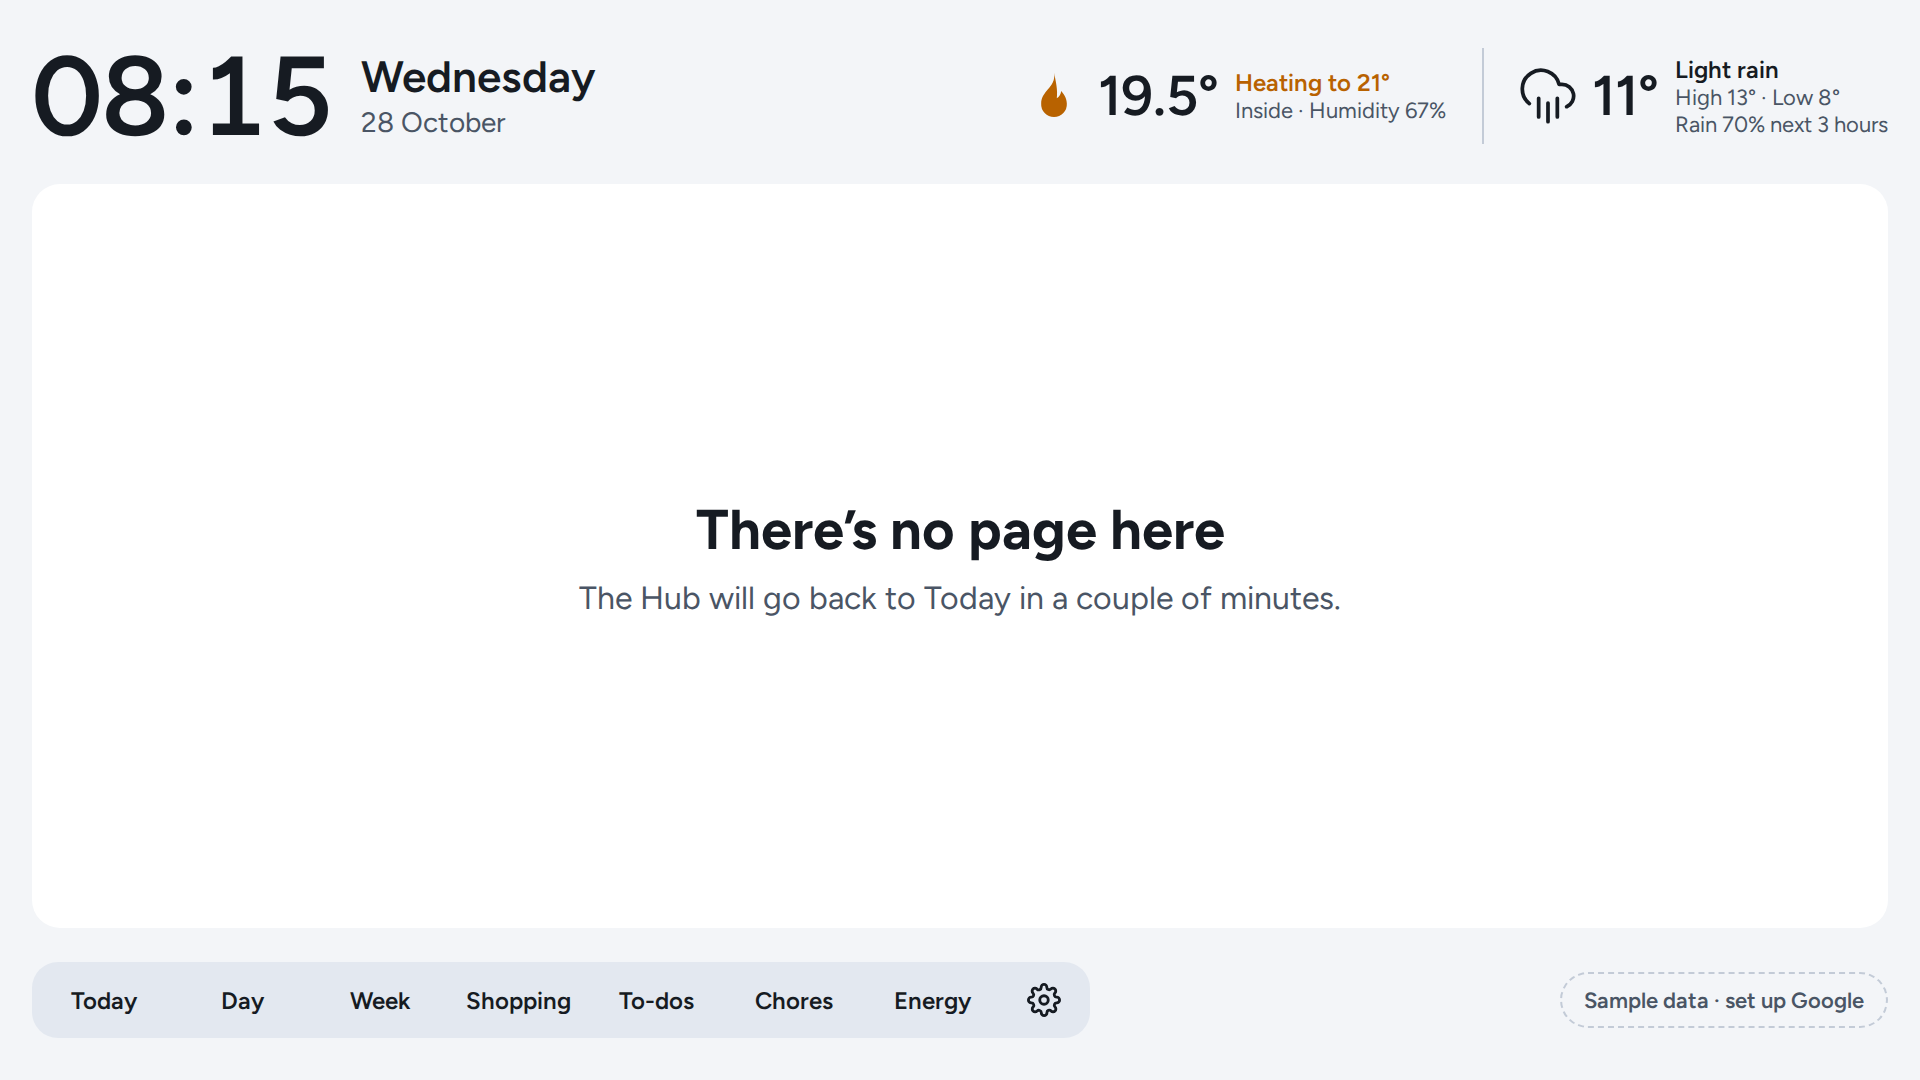 08:15
Wednesday
28 October
19.5°
Heating to 21°
Inside · Humidity 67%
11°
Light rain
High 13° · Low 8°
Rain 70% next 3 hours
There’s no page here
The Hub will go back to Today in a couple of minutes.
Today Day Week Shopping To-dos Chores Energy
Sample data · set up Google